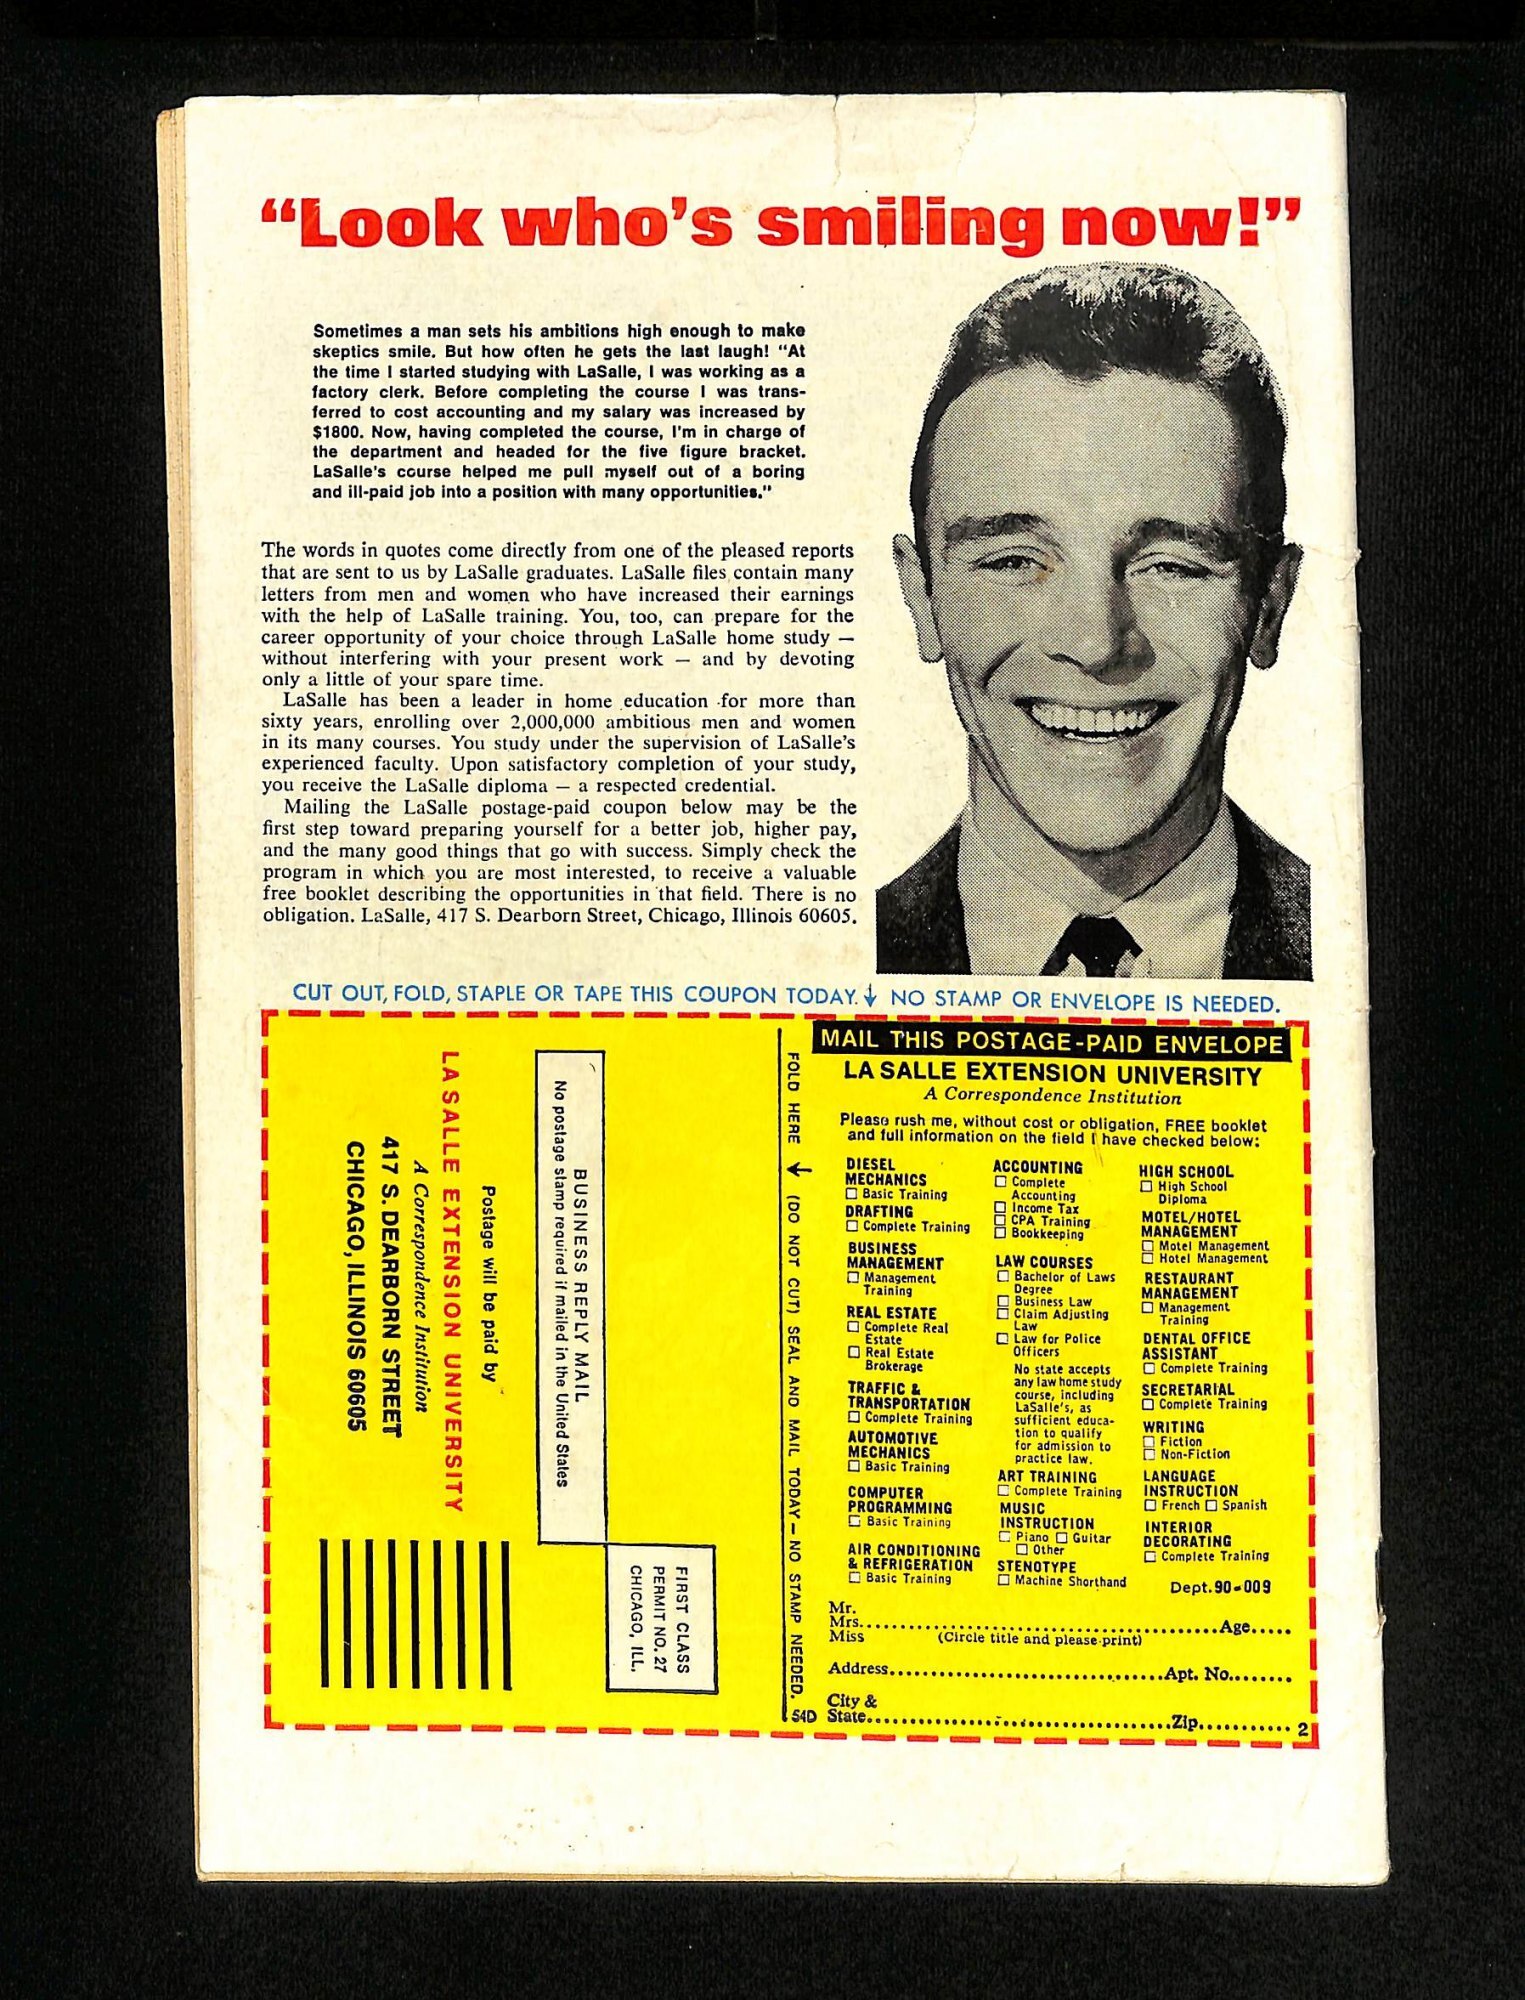 “Look who’s smiling now!”
Sometimes a man sets his ambitions high enough to make
skeptics smile. But how often he gets the last laugh! "At
the time I started studying with LaSalle, I was working as a
factory clerk. Before completing the course I was trans-
ferred to cost accounting and my salary was increased by
$1800. Now, having completed the course, I'm in charge of
the department and headed for the five figure bracket.
LaSalle's course helped me pull myself out of a boring
and ill-paid job into a position with many opportunities."
The words in quotes come directly from one of the pleased reports
that are sent to us by LaSalle graduates. LaSalle files contain many
letters from men and women who have increased their earnings
with the help of LaSalle training. You, too, can prepare for the
career opportunity of your choice through LaSalle home study —
without interfering with your present work — and by devoting
only a little of your spare time.
LaSalle has been a leader in home education for more than
sixty years, enrolling over 2,000,000 ambitious men and women
in its many courses. You study under the supervision of LaSalle's
experienced faculty. Upon satisfactory completion of your study,
you receive the LaSalle diploma — a respected credential.
Mailing the LaSalle postage-paid coupon below may be the
first step toward preparing yourself for a better job, higher pay,
and the many good things that go with success. Simply check the
program in which you are most interested, to receive a valuable
free booklet describing the opportunities in that field. There is no
obligation. LaSalle, 417 S. Dearborn Street, Chicago, Illinois 60605.
CUT OUT, FOLD, STAPLE OR TAPE THIS COUPON TODAY. ↓ NO STAMP OR ENVELOPE IS NEEDED.
FIRST CLASS
PERMIT NO. 27
CHICAGO, ILL.
BUSINESS REPLY MAIL
No postage stamp required if mailed in the United States
Postage will be paid by
LA SALLE EXTENSION UNIVERSITY
A Correspondence Institution
417 S. DEARBORN STREET
CHICAGO, ILLINOIS 60605
FOLD HERE ↓ (DO NOT CUT) SEAL AND MAIL TODAY — NO STAMP NEEDED.
54D
MAIL THIS POSTAGE-PAID ENVELOPE
LA SALLE EXTENSION UNIVERSITY
A Correspondence Institution
Please rush me, without cost or obligation, FREE booklet
and full information on the field I have checked below:
DIESEL
MECHANICS
☐ Basic Training
DRAFTING
☐ Complete Training
BUSINESS
MANAGEMENT
☐ Management
Training
REAL ESTATE
☐ Complete Real
Estate
☐ Real Estate
Brokerage
TRAFFIC &
TRANSPORTATION
☐ Complete Training
AUTOMOTIVE
MECHANICS
☐ Basic Training
COMPUTER
PROGRAMMING
☐ Basic Training
AIR CONDITIONING
& REFRIGERATION
☐ Basic Training
ACCOUNTING
☐ Complete
Accounting
☐ Income Tax
☐ CPA Training
☐ Bookkeeping
LAW COURSES
☐ Bachelor of Laws
Degree
☐ Business Law
☐ Claim Adjusting
Law
☐ Law for Police
Officers
No state accepts
any law home study
course, including
LaSalle's, as
sufficient educa-
tion to qualify
for admission to
practice law.
ART TRAINING
☐ Complete Training
MUSIC
INSTRUCTION
☐ Piano ☐ Guitar
☐ Other
STENOTYPE
☐ Machine Shorthand
HIGH SCHOOL
☐ High School
Diploma
MOTEL/HOTEL
MANAGEMENT
☐ Motel Management
☐ Hotel Management
RESTAURANT
MANAGEMENT
☐ Management
Training
DENTAL OFFICE
ASSISTANT
☐ Complete Training
SECRETARIAL
☐ Complete Training
WRITING
☐ Fiction
☐ Non-Fiction
LANGUAGE
INSTRUCTION
☐ French ☐ Spanish
INTERIOR
DECORATING
☐ Complete Training
Dept. 90-009
Mr.
Mrs. Age
Miss (Circle title and please print)
Address Apt. No.
City &
State Zip 2